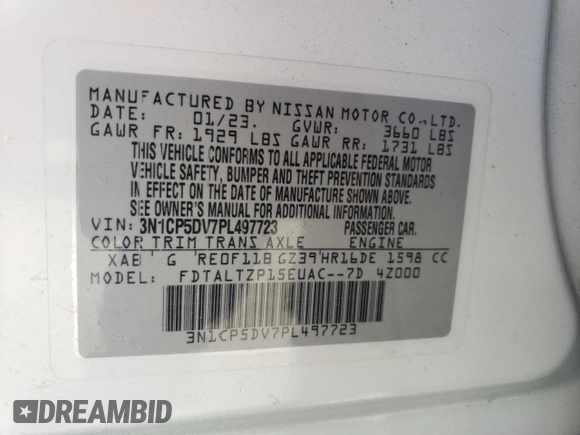 MANUFACTURED BY NISSAN MOTOR CO.,LTD.
DATE: 01/23. GVWR: 3660 LBS
GAWR FR: 1929 LBS GAWR RR: 1731 LBS
THIS VEHICLE CONFORMS TO ALL APPLICABLE FEDERAL MOTOR
VEHICLE SAFETY, BUMPER AND THEFT PREVENTION STANDARDS
IN EFFECT ON THE DATE OF MANUFACTURE SHOWN ABOVE.
SEE OWNER'S MANUAL FOR ADDITIONAL INFORMATION.
VIN: 3N1CP5DV7PL497723 PASSENGER CAR.
COLOR TRIM TRANS AXLE ENGINE
XAB G RE0F11B GZ39 HR16DE 1598 CC
MODEL: FDTALTZP15EUAC--7D 4Z000
3N1CP5DV7PL497723
DREAMBID